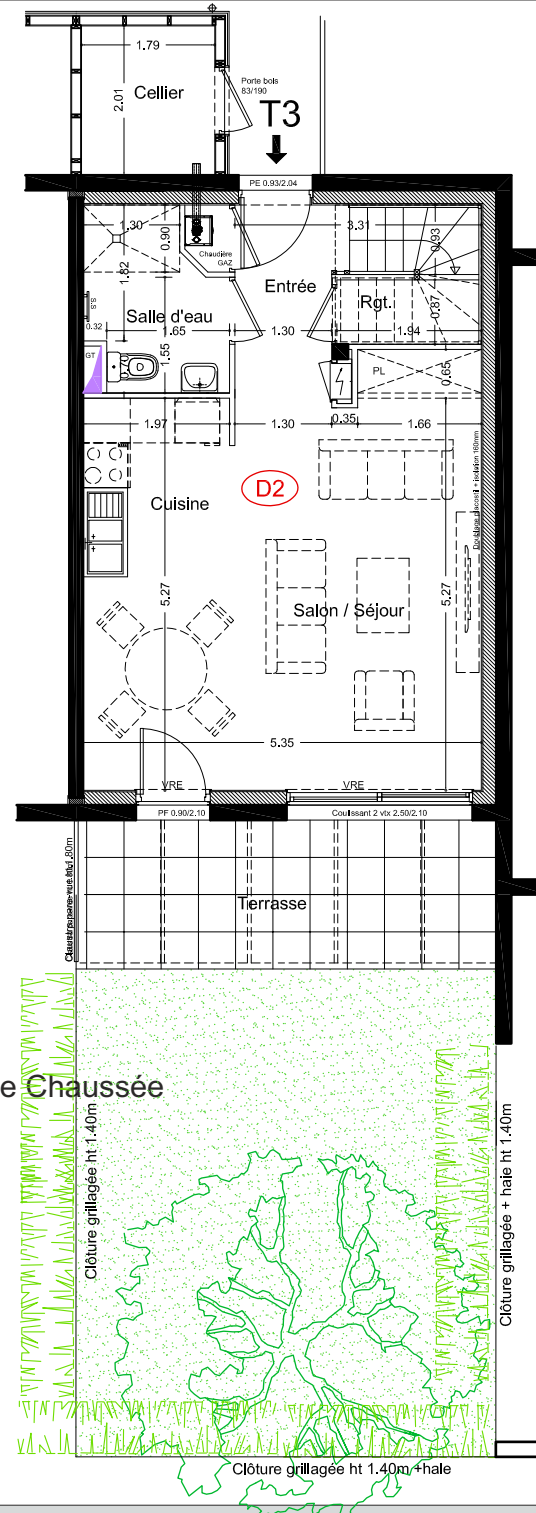 1.79
2.01
Cellier
Porte bois
83/190
T3
PE 0.93/2.04
1.30
0.90
3.31
0.93
Chaudière
GAZ
1.82
Entrée
Rgt.
0.87
S.S
0.32
Salle d'eau
1.65
1.30
1.94
1.55
GT
PL
0.65
1.97
1.30
0.35
1.66
D2
Cuisine
Doublage placostil + isolation 160mm
5.27
5.27
Salon / Séjour
5.35
VRE
VRE
PF 0.90/2.10
Coulissant 2 vtx 2.50/2.10
Terrasse
e Chaussée
Clôture grillagée ht 1.40m
Clôture grillagée + haie ht 1.40m
Clôture grillagée ht 1.40m +haie